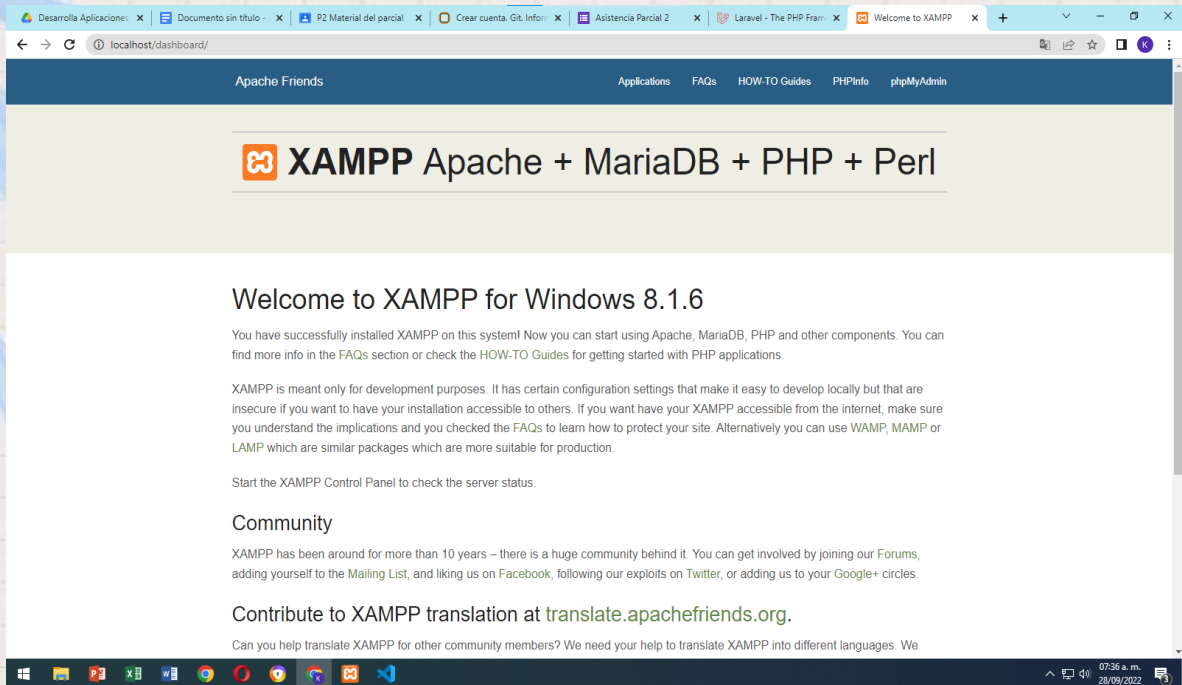 Desarrolla Aplicaciones
Documento sin título -
P2 Material del parcial
Crear cuenta. Git. Inform
Asistencia Parcial 2
Laravel - The PHP Fram
Welcome to XAMPP
localhost/dashboard/
K
Apache Friends
Applications
FAQs
HOW-TO Guides
PHPInfo
phpMyAdmin
XAMPP Apache + MariaDB + PHP + Perl
Welcome to XAMPP for Windows 8.1.6
You have successfully installed XAMPP on this system! Now you can start using Apache, MariaDB, PHP and other components. You can
find more info in the FAQs section or check the HOW-TO Guides for getting started with PHP applications.
XAMPP is meant only for development purposes. It has certain configuration settings that make it easy to develop locally but that are
insecure if you want to have your installation accessible to others. If you want have your XAMPP accessible from the internet, make sure
you understand the implications and you checked the FAQs to learn how to protect your site. Alternatively you can use WAMP, MAMP or
LAMP which are similar packages which are more suitable for production.
Start the XAMPP Control Panel to check the server status.
Community
XAMPP has been around for more than 10 years – there is a huge community behind it. You can get involved by joining our Forums,
adding yourself to the Mailing List, and liking us on Facebook, following our exploits on Twitter, or adding us to your Google+ circles.
Contribute to XAMPP translation at translate.apachefriends.org.
Can you help translate XAMPP for other community members? We need your help to translate XAMPP into different languages. We
07:36 a. m.
28/09/2022
3